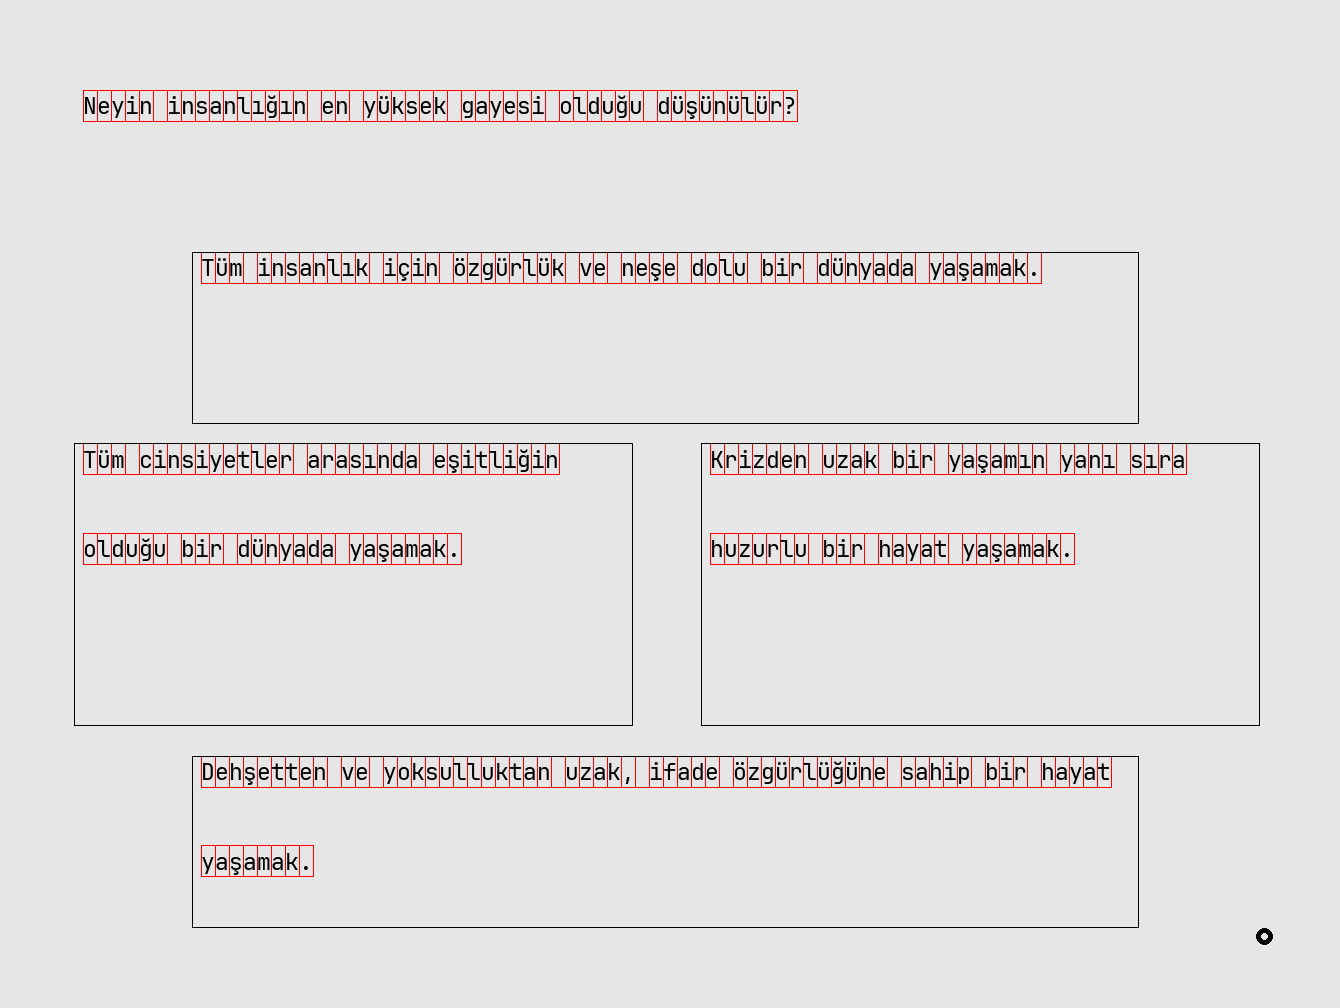 Neyin insanlığın en yüksek gayesi olduğu düşünülür?
Tüm insanlık için özgürlük ve neşe dolu bir dünyada yaşamak.
Tüm cinsiyetler arasında eşitliğin
olduğu bir dünyada yaşamak.
Krizden uzak bir yaşamın yanı sıra
huzurlu bir hayat yaşamak.
Dehşetten ve yoksulluktan uzak, ifade özgürlüğüne sahip bir hayat
yaşamak.